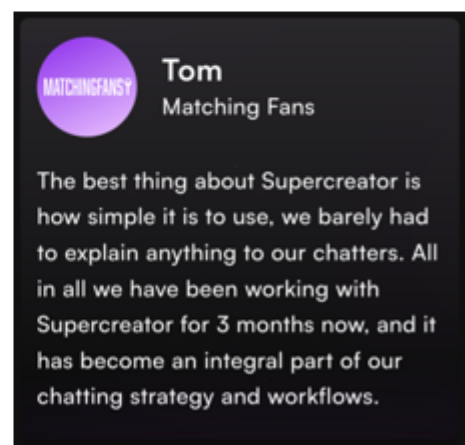 MATCHINGFANS
Tom
Matching Fans
The best thing about Supercreator is
how simple it is to use, we barely had
to explain anything to our chatters. All
in all we have been working with
Supercreator for 3 months now, and it
has become an integral part of our
chatting strategy and workflows.